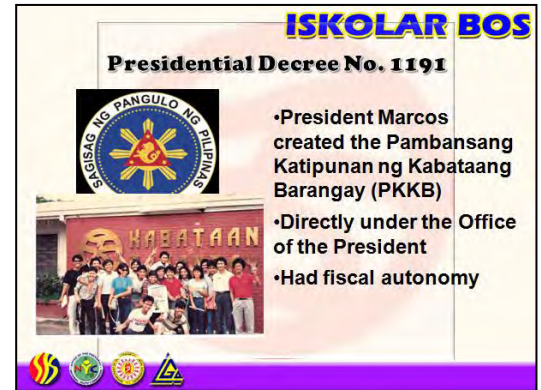 ISKOLAR BOS
Presidential Decree No. 1191
SAGISAG NG PANGULO NG PILIPINAS
•President Marcos
created the Pambansang
Katipunan ng Kabataang
Barangay (PKKB)
•Directly under the Office
of the President
•Had fiscal autonomy
KABATAAN
NYC